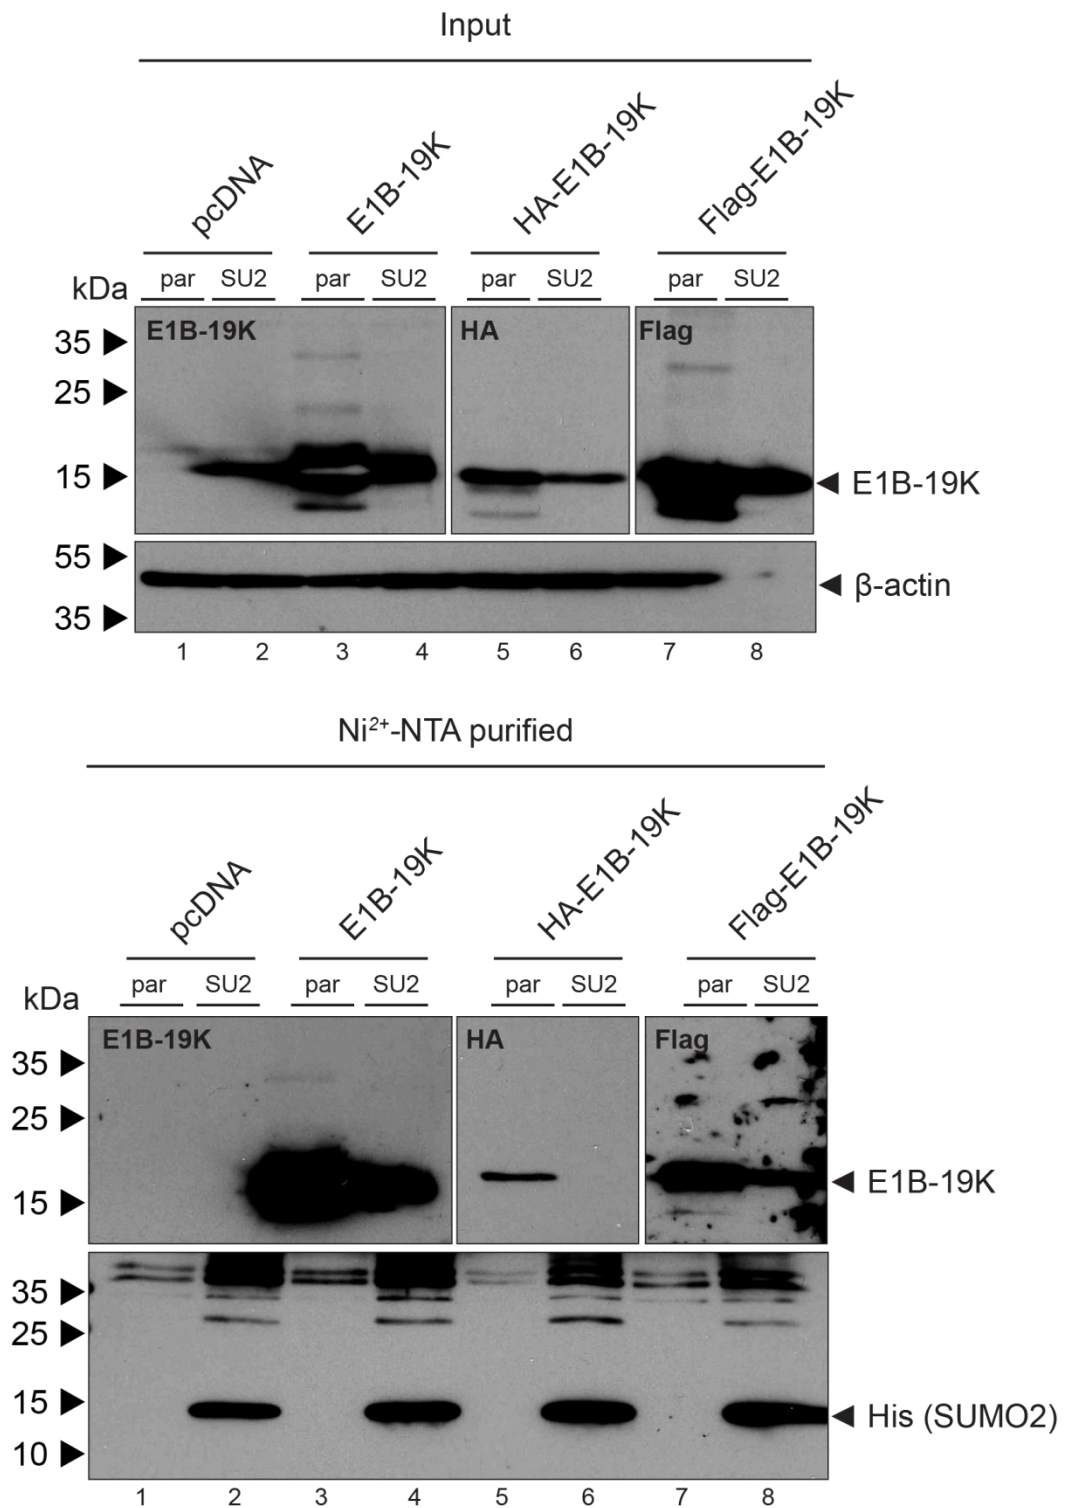 Input
pcDNA E1B-19K HA-E1B-19K Flag-E1B-19K
par SU2 par SU2 par SU2 par SU2
kDa
E1B-19K HA Flag
35
25
15 E1B-19K
55
β-actin
35
1 2 3 4 5 6 7 8
Ni²⁺-NTA purified
pcDNA E1B-19K HA-E1B-19K Flag-E1B-19K
par SU2 par SU2 par SU2 par SU2
kDa
E1B-19K HA Flag
35
25
15 E1B-19K
35
25
15 His (SUMO2)
10
1 2 3 4 5 6 7 8